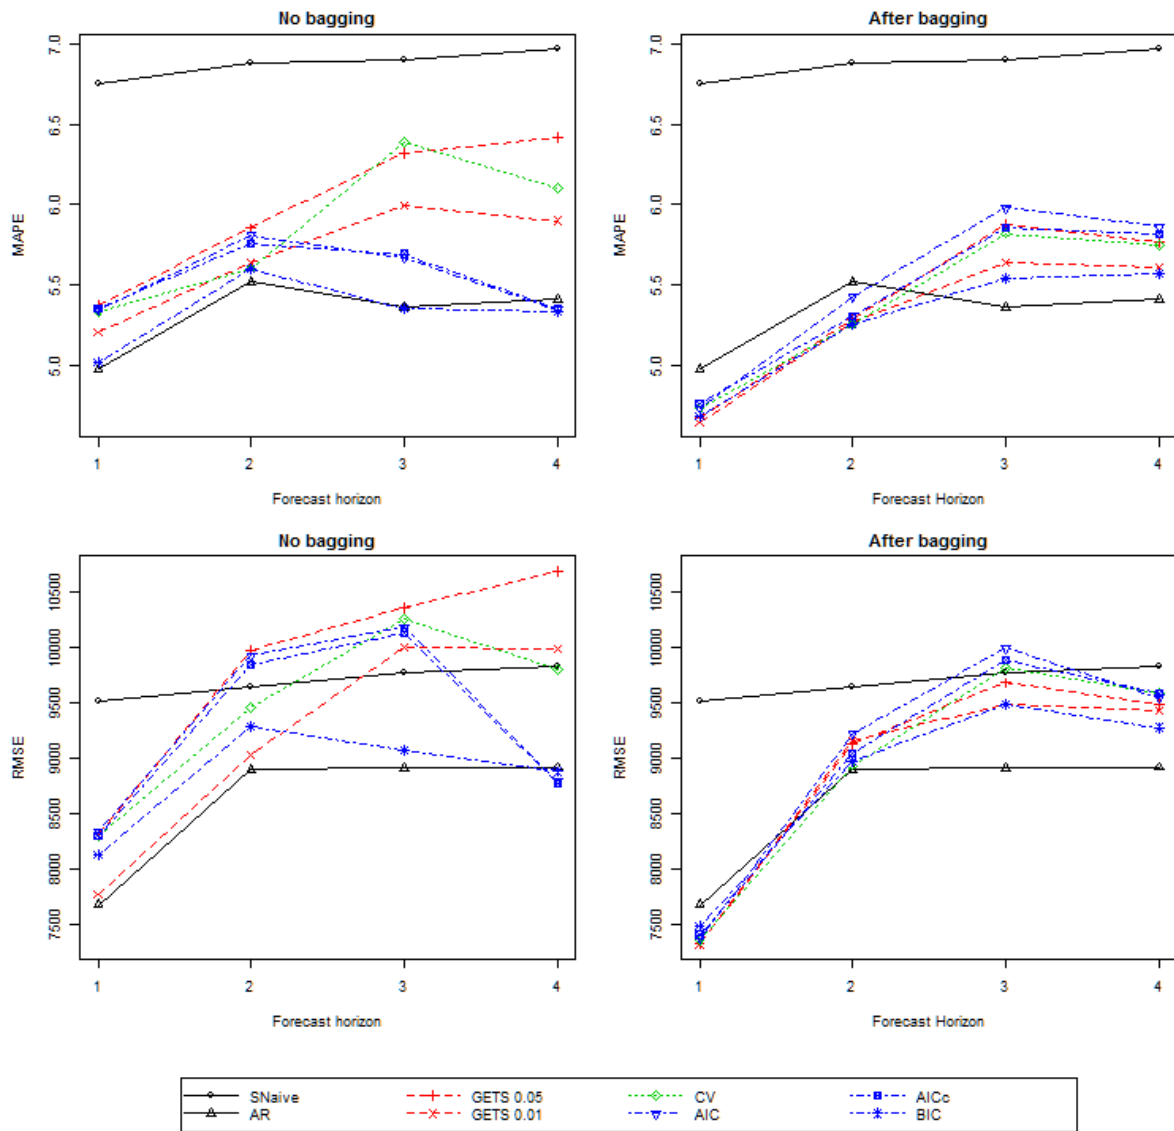 No bagging
After bagging
MAPE
7.0
6.5
6.0
5.5
5.0
1 2 3 4
Forecast horizon
MAPE
7.0
6.5
6.0
5.5
5.0
1 2 3 4
Forecast Horizon
No bagging
After bagging
RMSE
10500
10000
9500
9000
8500
8000
7500
1 2 3 4
Forecast horizon
RMSE
10500
10000
9500
9000
8500
8000
7500
1 2 3 4
Forecast Horizon
SNaive GETS 0.05 CV AICc
AR GETS 0.01 AIC BIC